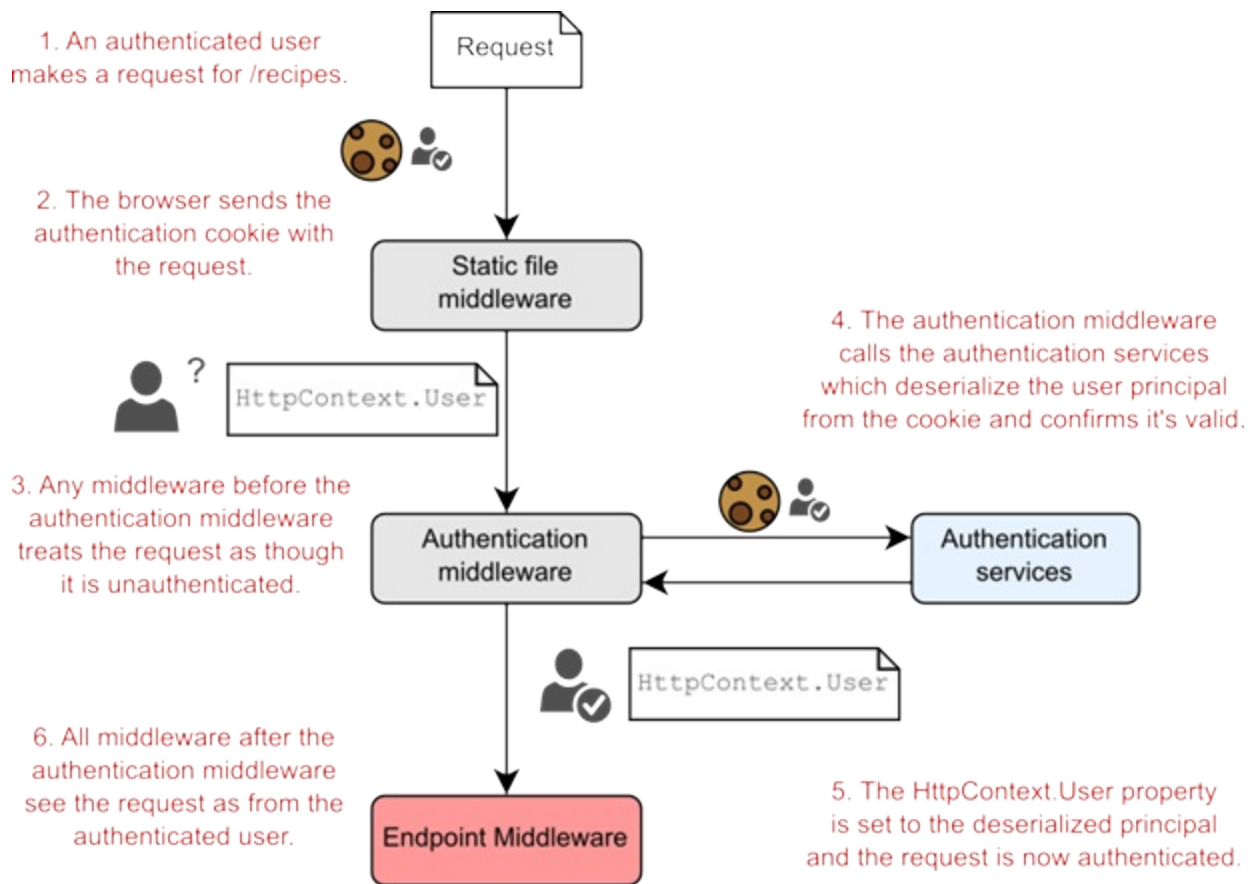 1. An authenticated user
makes a request for /recipes.
Request
2. The browser sends the
authentication cookie with
the request.
Static file
middleware
?
HttpContext.User
3. Any middleware before the
authentication middleware
treats the request as though
it is unauthenticated.
4. The authentication middleware
calls the authentication services
which deserialize the user principal
from the cookie and confirms it's valid.
Authentication
middleware
Authentication
services
HttpContext.User
5. The HttpContext.User property
is set to the deserialized principal
and the request is now authenticated.
6. All middleware after the
authentication middleware
see the request as from the
authenticated user.
Endpoint Middleware